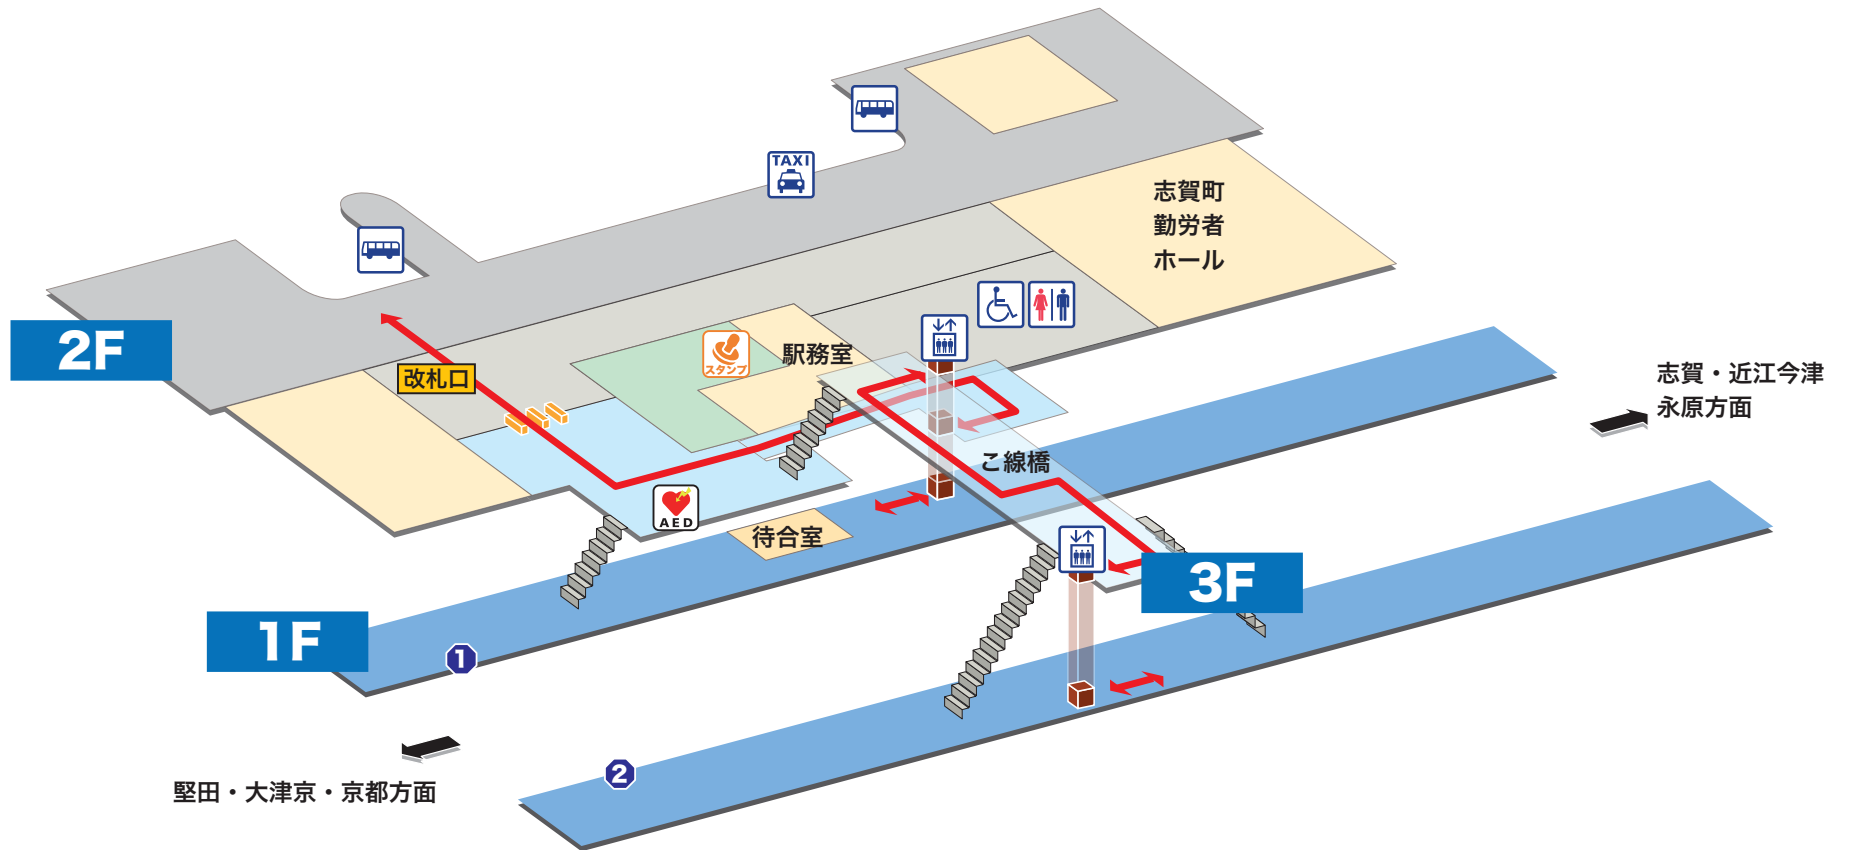 TAXI
志賀町
勤労者
ホール
2F
改札口
スタンプ
駅務室
志賀・近江今津
永原方面
こ線橋
AED
待合室
3F
1F
1
2
堅田・大津京・京都方面